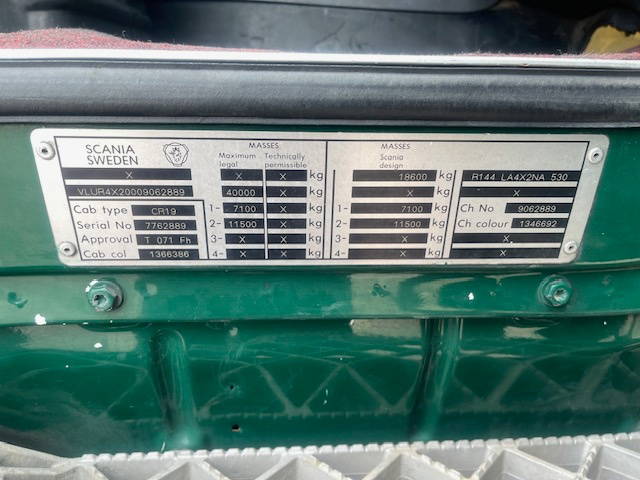 SCANIA
SWEDEN
X
VLUR4X20009062889
Cab type CR19
Serial No 7762889
Approval T 071 Fh
Cab col 1366386
MASSES
Maximum legal Technically permissible
X X kg
40000 X kg
1- 7100 X kg
2- 11500 X kg
3- X X kg
4- X X kg
MASSES
Scania design
18600 kg
X kg
1- 7100 kg
2- 11500 kg
3- X kg
4- X kg
R144 LA4X2NA 530
X
Ch No 9062889
Ch colour 1346692
X
X